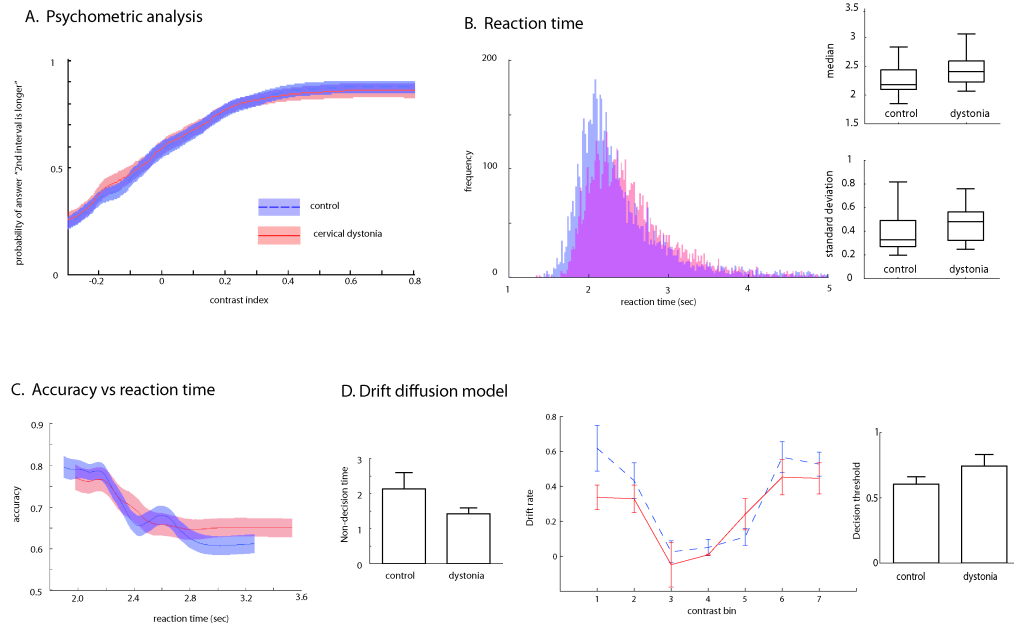 A. Psychometric analysis
probability of answer "2nd interval is longer"
1
0.5
0
-0.2
0
0.2
0.4
0.6
0.8
contrast index
control
cervical dystonia
B. Reaction time
frequency
200
100
0
1
2
3
4
5
reaction time (sec)
median
3.5
3
2.5
2
1.5
control
dystonia
standard deviation
1
0.8
0.6
0.4
0.2
0
control
dystonia
C. Accuracy vs reaction time
accuracy
0.9
0.8
0.7
0.6
0.5
2.0
2.4
2.8
3.2
3.6
reaction time (sec)
D. Drift diffusion model
Non-decision time
3
2
1
0
control
dystonia
Drift rate
0.8
0.6
0.4
0.2
0
1
2
3
4
5
6
7
contrast bin
Decision threshold
1
0.5
0
control
dystonia